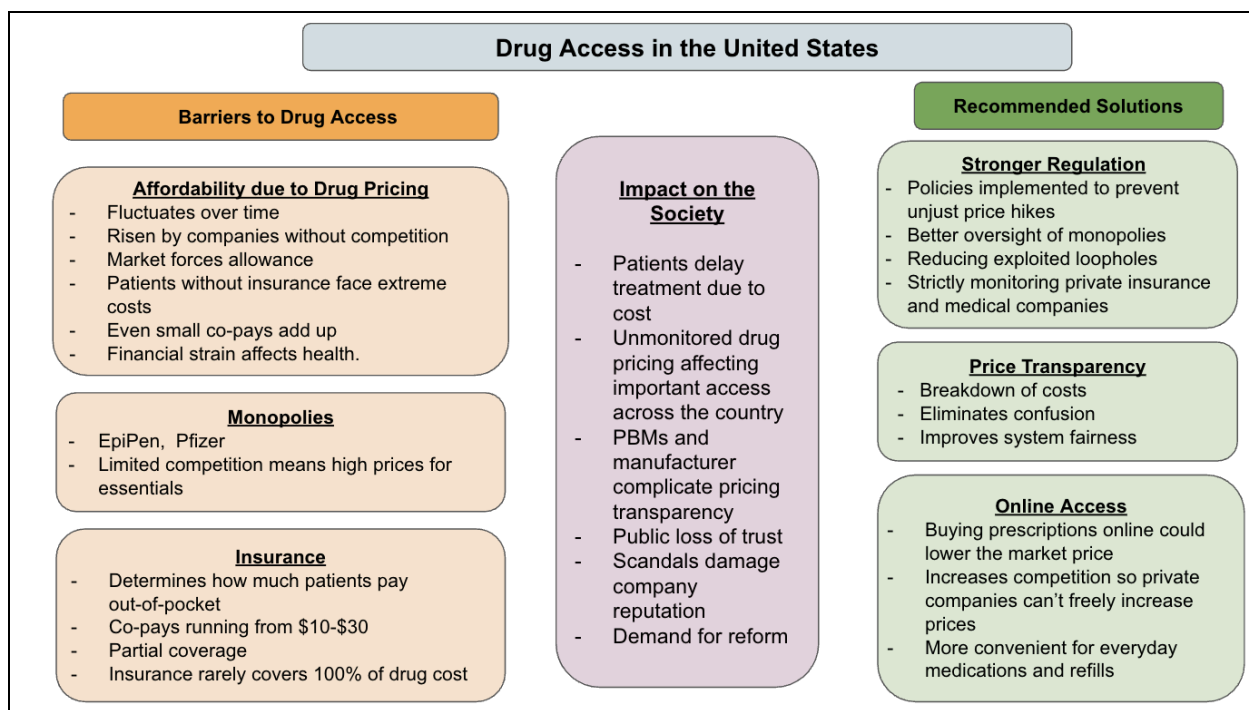 Drug Access in the United States
Barriers to Drug Access
Affordability due to Drug Pricing
- Fluctuates over time
- Risen by companies without competition
- Market forces allowance
- Patients without insurance face extreme
costs
- Even small co-pays add up
- Financial strain affects health.
Monopolies
- EpiPen, Pfizer
- Limited competition means high prices for
essentials
Insurance
- Determines how much patients pay
out-of-pocket
- Co-pays running from $10-$30
- Partial coverage
- Insurance rarely covers 100% of drug cost
Impact on the
Society
- Patients delay
treatment due to
cost
- Unmonitored drug
pricing affecting
important access
across the country
- PBMs and
manufacturer
complicate pricing
transparency
- Public loss of trust
- Scandals damage
company
reputation
- Demand for reform
Recommended Solutions
Stronger Regulation
- Policies implemented to prevent
unjust price hikes
- Better oversight of monopolies
- Reducing exploited loopholes
- Strictly monitoring private insurance
and medical companies
Price Transparency
- Breakdown of costs
- Eliminates confusion
- Improves system fairness
Online Access
- Buying prescriptions online could
lower the market price
- Increases competition so private
companies can’t freely increase
prices
- More convenient for everyday
medications and refills